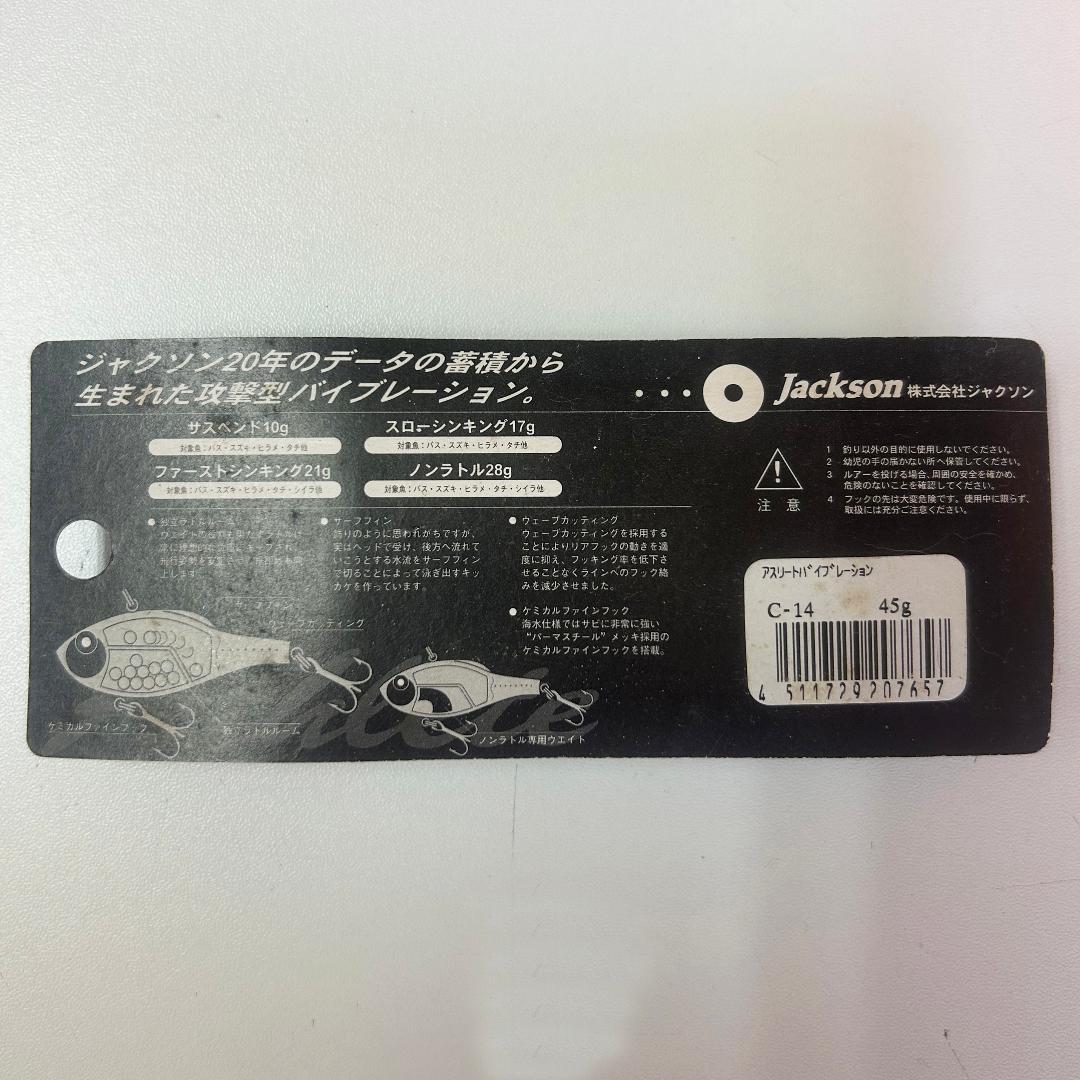 ジャクソン20年のデータの蓄積から
生まれた攻撃型バイブレーション。
サスペンド10g
対象魚：バス・スズキ・ヒラメ・タチ他
スローシンキング17g
対象魚：バス・スズキ・ヒラメ・タチ他
ファーストシンキング21g
対象魚：バス・スズキ・ヒラメ・タチ・シイラ他
ノンラトル28g
対象魚：バス・スズキ・ヒラメ・タチ・シイラ他
● サーフフィン
飾りのように思われがちですが、
実はヘッドで受け、後方へ流れて
いこうとする水流をサーフフィン
で切ることによって泳ぎ出すキッ
カケを作っています。
● ウェーブカッティング
ウェーブカッティングを採用する
ことによりリアフックの動きを適
度に抑え、フッキング率を低下さ
せることなくラインへのフック絡
みを減少させました。
● ケミカルファインフック
海水仕様ではサビに非常に強い
“パーマスチール”メッキ採用の
ケミカルファインフックを搭載。
ウェーブカッティング
ケミカルファインフック
独立ラトルルーム
ノンラトル専用ウエイト
Jackson 株式会社ジャクソン
注 意
1 釣り以外の目的に使用しないでください。
2 幼児の手の届かない所へ保管してください。
3 ルアーを投げる場合、周囲の安全を確かめ、
危険のないことを確認してください。
4 フックの先は大変危険です。使用中に限らず、
取扱には充分ご注意ください。
ｱｽﾘｰﾄﾊﾞｲﾌﾞﾚｰｼｮﾝ
C-14 45g
4 511729 207657